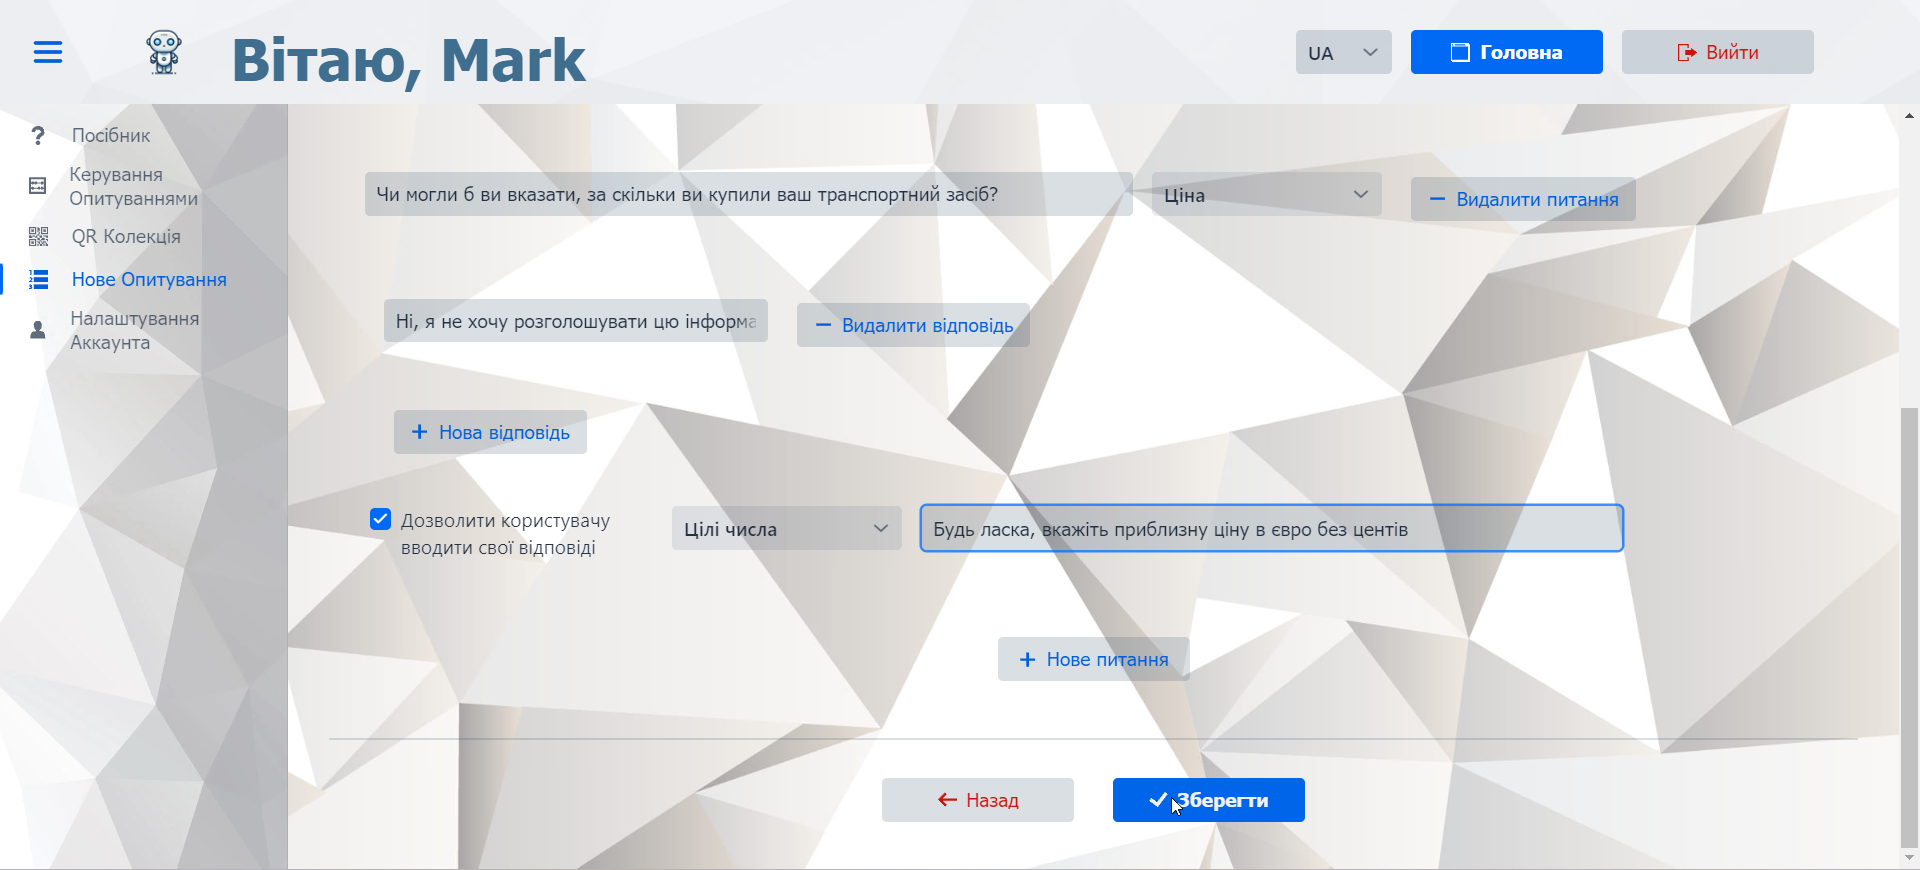 Вітаю, Mark
UA
Головна
Вийти
Посібник
Керування
Опитуваннями
QR Колекція
Нове Опитування
Налаштування
Аккаунта
Чи могли б ви вказати, за скільки ви купили ваш транспортний засіб?
Ціна
Видалити питання
Ні, я не хочу розголошувати цю інформа
Видалити відповідь
Нова відповідь
Дозволити користувачу
вводити свої відповіді
Цілі числа
Будь ласка, вкажіть приблизну ціну в євро без центів
Нове питання
Назад
Зберегти